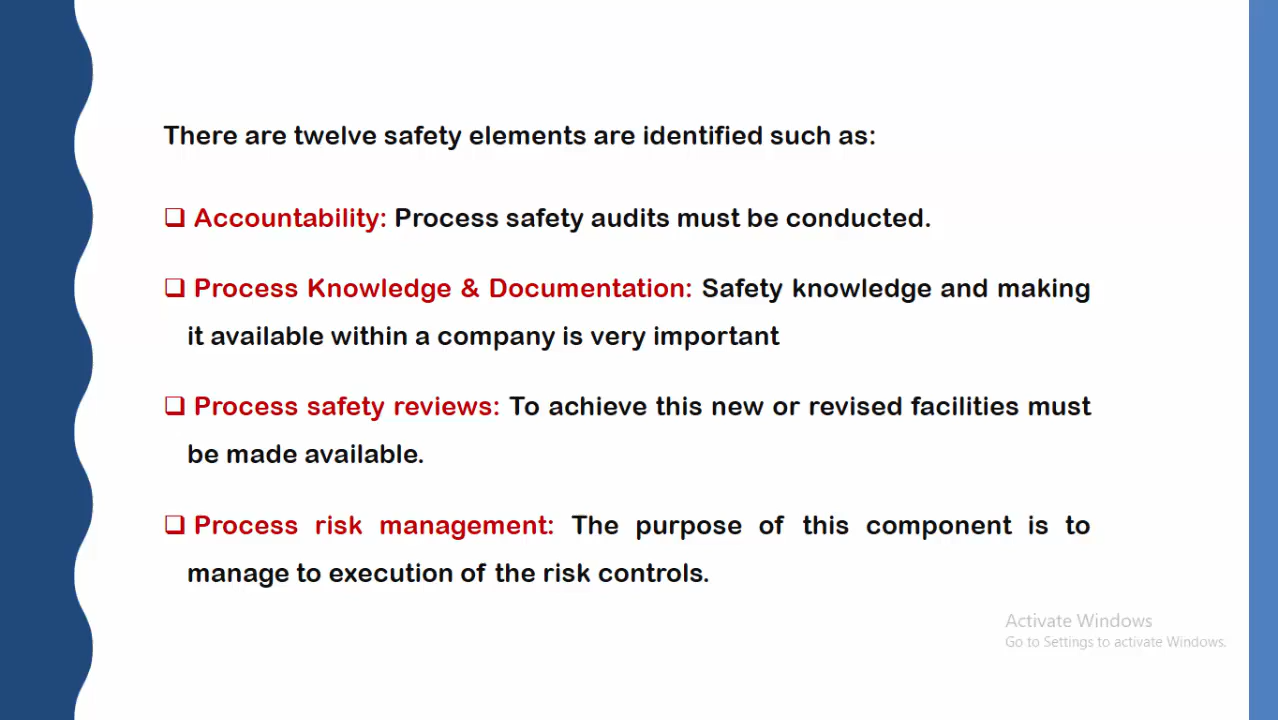 There are twelve safety elements are identified such as:
❑ Accountability: Process safety audits must be conducted.
❑ Process Knowledge & Documentation: Safety knowledge and making
it available within a company is very important
❑ Process safety reviews: To achieve this new or revised facilities must
be made available.
❑ Process risk management: The purpose of this component is to
manage to execution of the risk controls.
Activate Windows
Go to Settings to activate Windows.